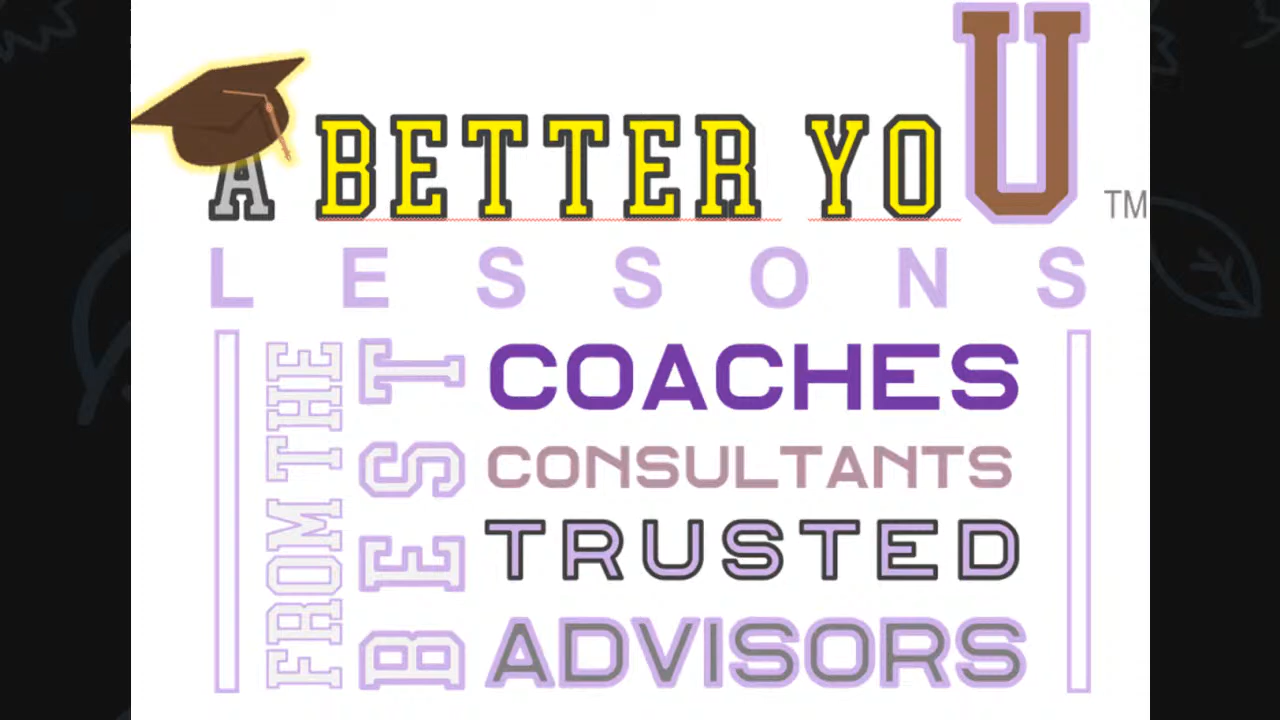 A BETTER YOU TM
LESSONS
FROM THE
BEST
COACHES
CONSULTANTS
TRUSTED
ADVISORS